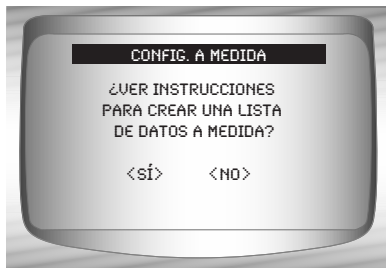 CONFIG. A MEDIDA
¿VER INSTRUCCIONES
PARA CREAR UNA LISTA
DE DATOS A MEDIDA?
<SÍ> <NO>